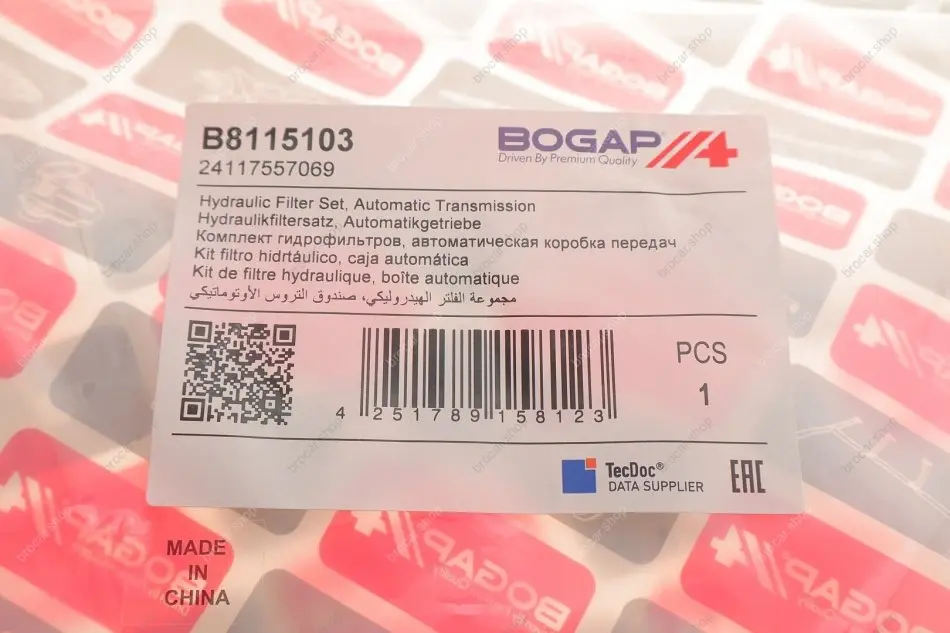 B8115103
24117557069
BOGAP
Driven By Premium Quality
Hydraulic Filter Set, Automatic Transmission
Hydraulikfiltersatz, Automatikgetriebe
Комплект гидрофильтров, автоматическая коробка передач
Kit filtro hidrtáulico, caja automática
Kit de filtre hydraulique, boîte automatique
مجموعة الفلتر الهيدروليكي، صندوق التروس الأوتوماتيكي
4 251789 158123
PCS
1
TecDoc®
DATA SUPPLIER
EAC
MADE
IN
CHINA
brocar.shop